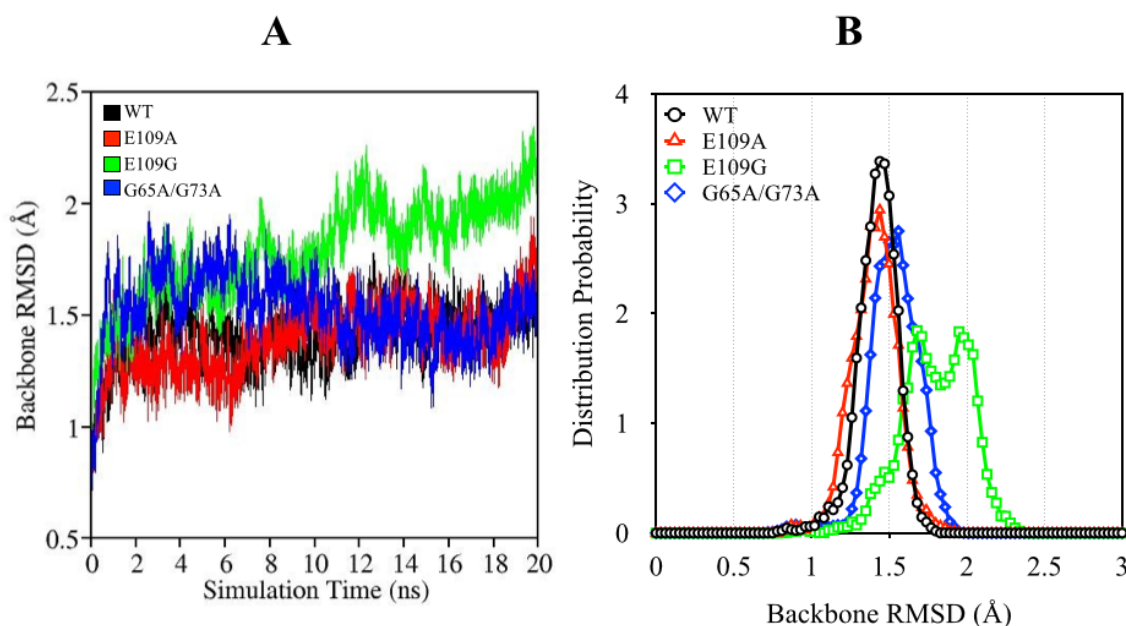 A
B
Backbone RMSD (Å)
2.5
2
1.5
1
0.5
WT
E109A
E109G
G65A/G73A
0 2 4 6 8 10 12 14 16 18 20
Simulation Time (ns)
Distribution Probability
4
3
2
1
0
WT
E109A
E109G
G65A/G73A
0 0.5 1 1.5 2 2.5 3
Backbone RMSD (Å)